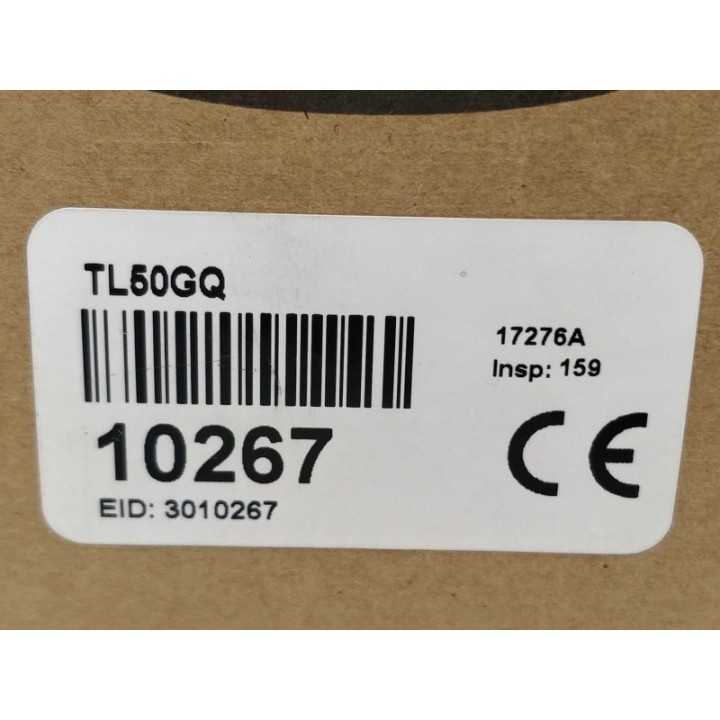 TL50GQ
10267
EID: 3010267
17276A
Insp: 159
CE